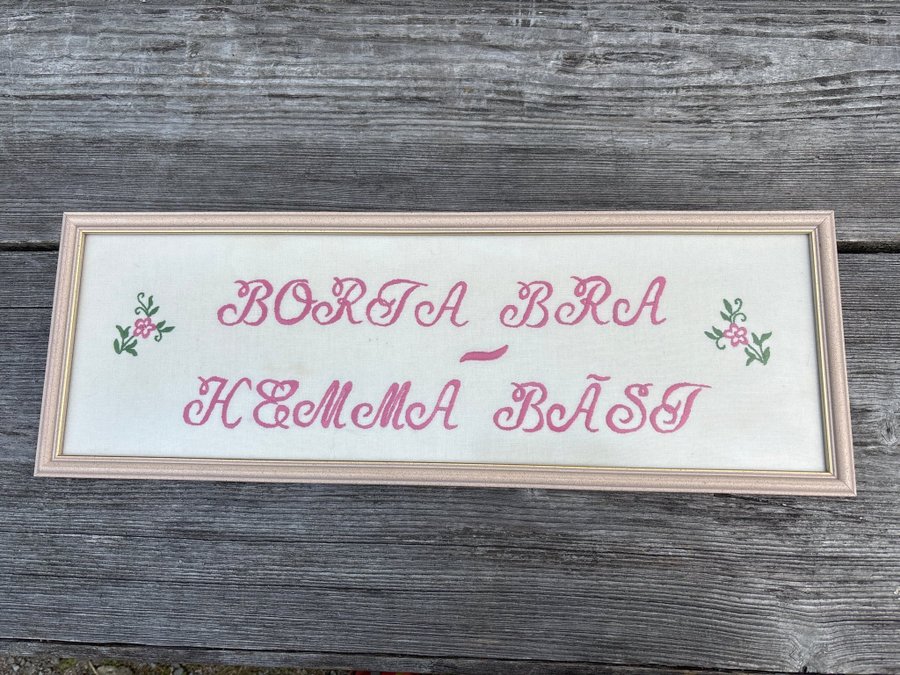 BORTA BRA
–
HEMMA BÄST